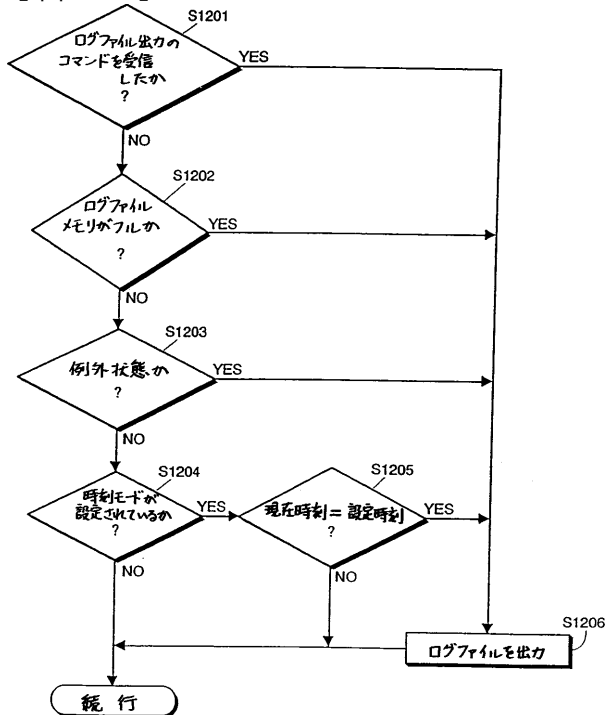 S1201
ログファイル出力の
コマンドを受信
したか
?
YES
NO
S1202
ログファイル
メモリがフルか
?
YES
NO
S1203
例外状態か
?
YES
NO
S1204
時刻モードが
設定されているか
?
YES
NO
S1205
現在時刻=設定時刻
?
YES
NO
S1206
ログファイルを出力
続行